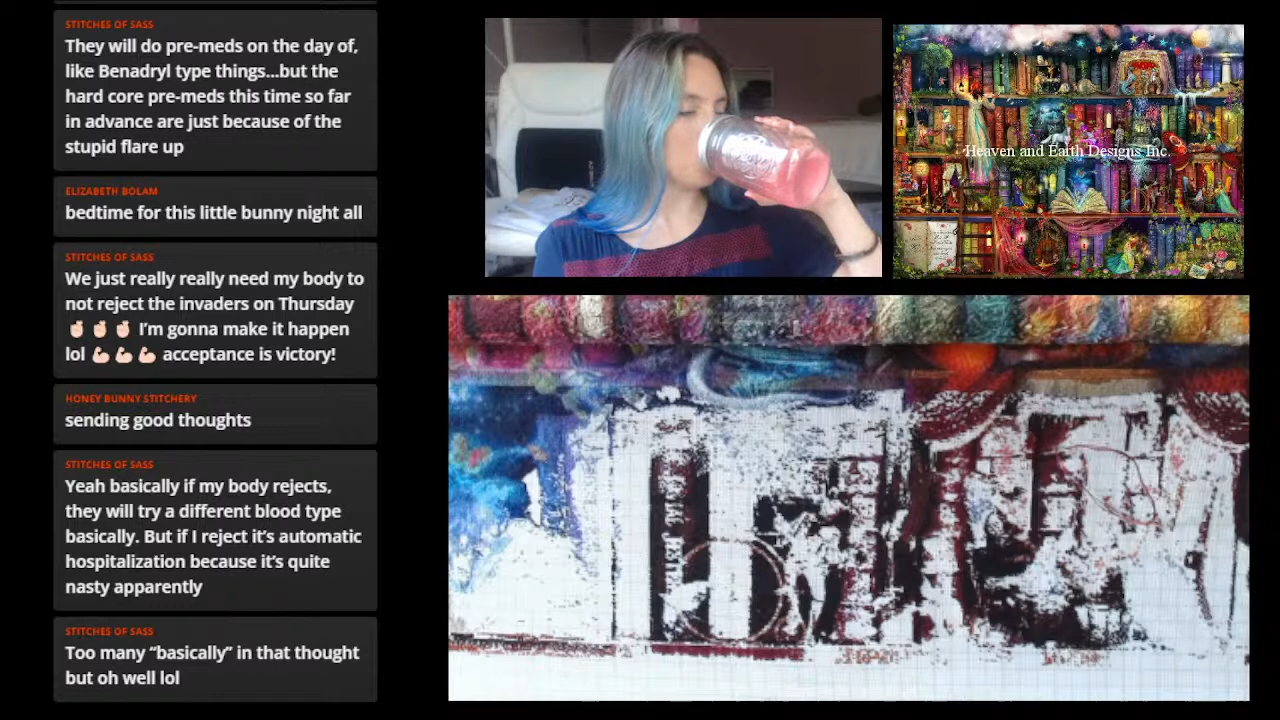 STITCHES OF SASS
They will do pre-meds on the day of,
like Benadryl type things...but the
hard core pre-meds this time so far
in advance are just because of the
stupid flare up
ELIZABETH BOLAM
bedtime for this little bunny night all
STITCHES OF SASS
We just really really need my body to
not reject the invaders on Thursday
🤞🏻🤞🏻🤞🏻 I'm gonna make it happen
lol 💪🏻💪🏻💪🏻 acceptance is victory!
HONEY BUNNY STITCHERY
sending good thoughts
STITCHES OF SASS
Yeah basically if my body rejects,
they will try a different blood type
basically. But if I reject it's automatic
hospitalization because it's quite
nasty apparently
STITCHES OF SASS
Too many “basically” in that thought
but oh well lol
Heaven and Earth Designs Inc